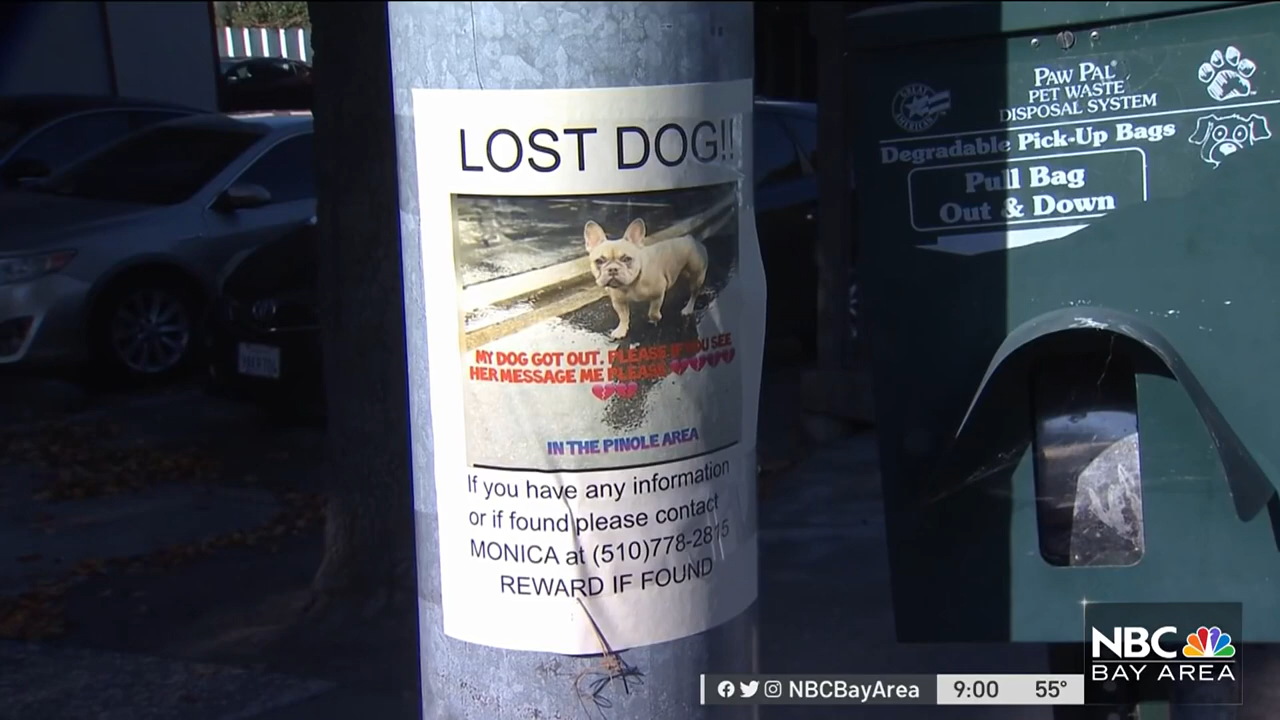 LOST DOG!!
MY DOG GOT OUT. PLEASE IF YOU SEE
HER MESSAGE ME PLEASE 💔💔💔💔
💔💔
IN THE PINOLE AREA
If you have any information
or if found please contact
MONICA at (510)778-2815
REWARD IF FOUND
GREAT
AMERICAN
PAW PAL
PET WASTE
DISPOSAL SYSTEM
Degradable Pick-Up Bags
Pull Bag
Out & Down
NBC
BAY AREA
NBCBayArea 9:00 55°